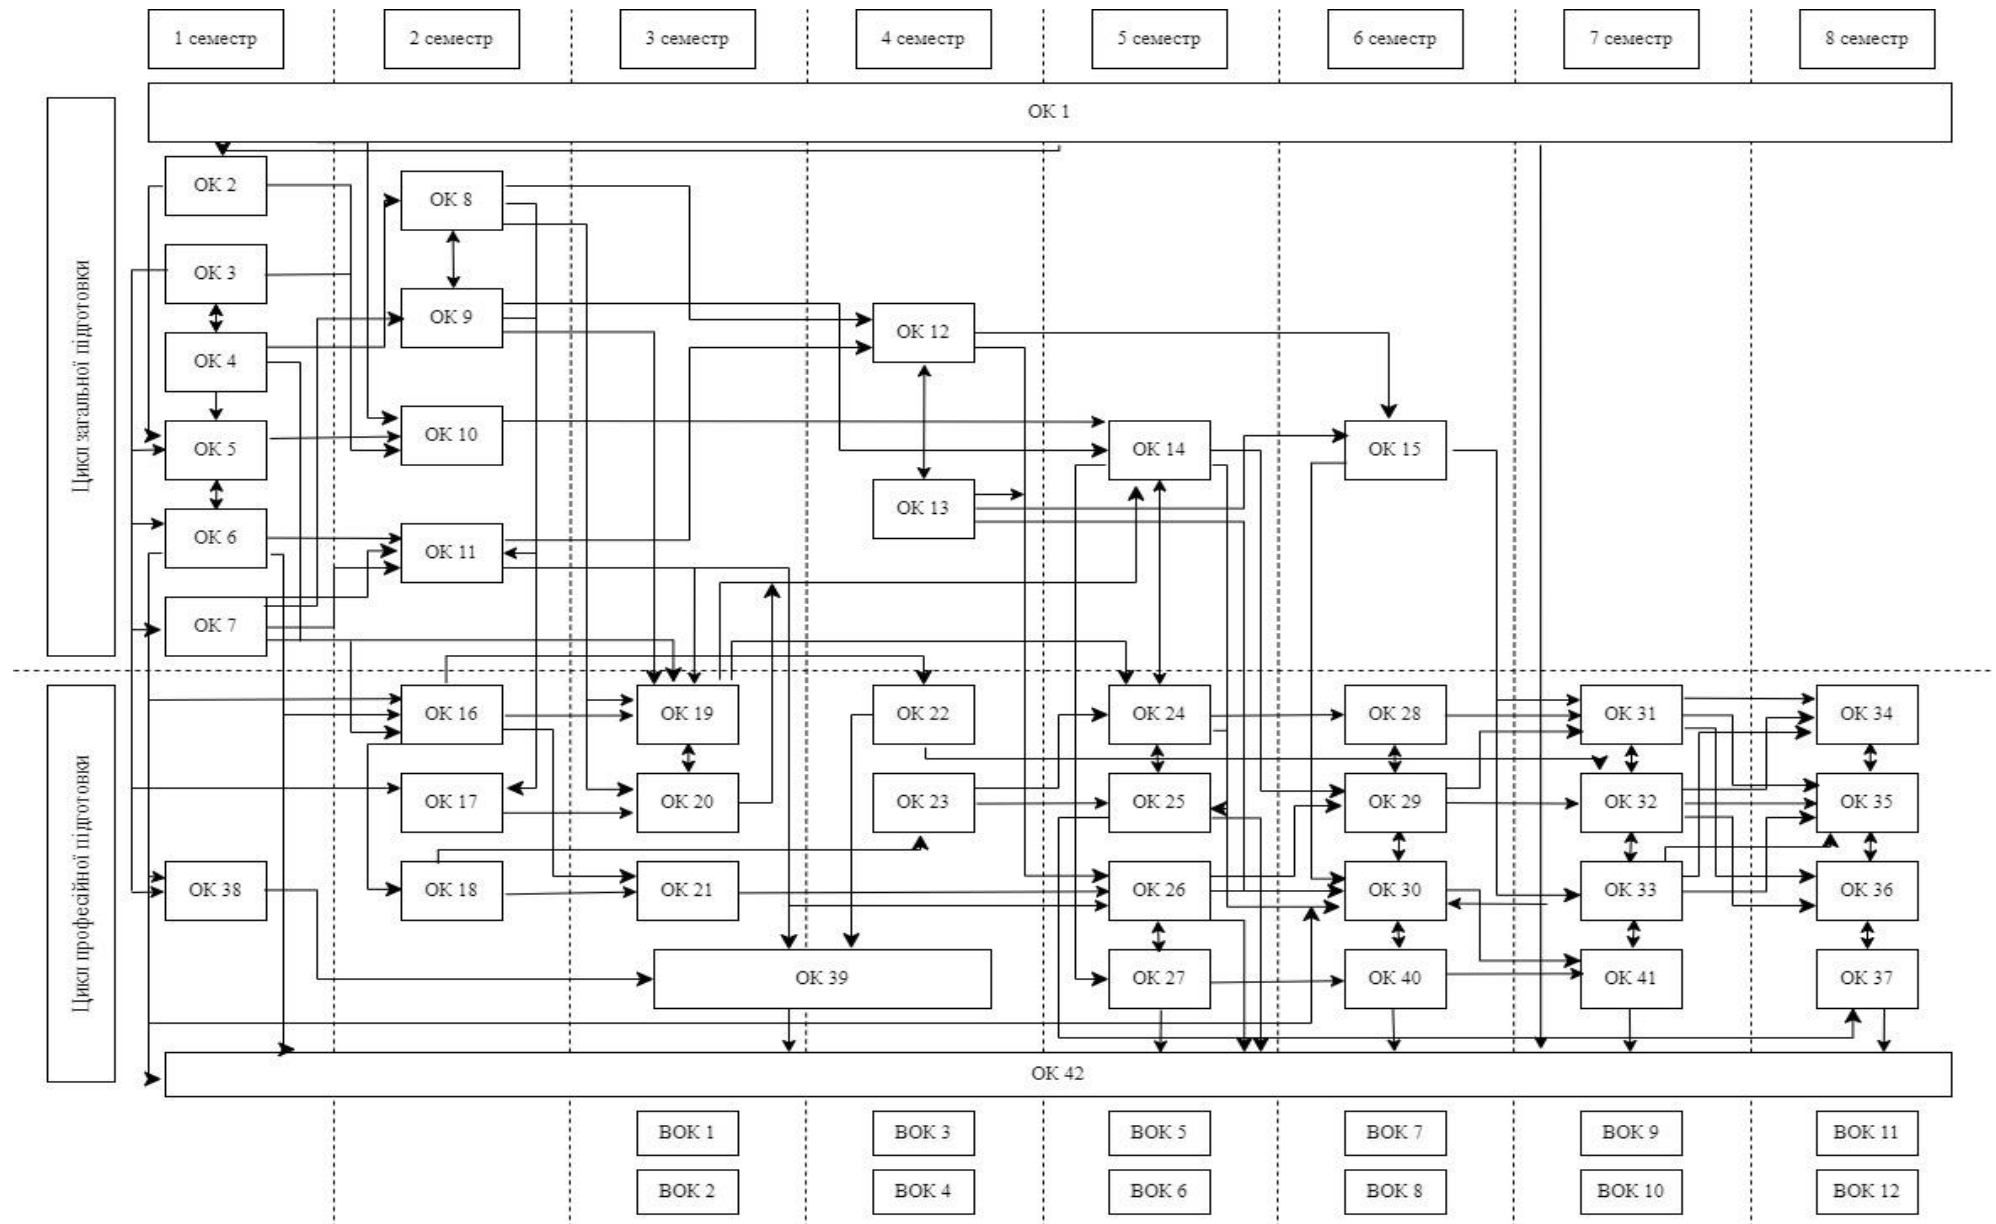 1 семестр
2 семестр
3 семестр
4 семестр
5 семестр
6 семестр
7 семестр
8 семестр
ОК 1
Цикл загальної підготовки
ОК 2
ОК 8
ОК 3
ОК 9
ОК 12
ОК 4
ОК 10
ОК 5
ОК 14
ОК 15
ОК 13
ОК 6
ОК 11
ОК 7
Цикл професійної підготовки
ОК 16
ОК 19
ОК 22
ОК 24
ОК 28
ОК 31
ОК 34
ОК 17
ОК 20
ОК 23
ОК 25
ОК 29
ОК 32
ОК 35
ОК 38
ОК 18
ОК 21
ОК 26
ОК 30
ОК 33
ОК 36
ОК 39
ОК 27
ОК 40
ОК 41
ОК 37
ОК 42
ВОК 1
ВОК 3
ВОК 5
ВОК 7
ВОК 9
ВОК 11
ВОК 2
ВОК 4
ВОК 6
ВОК 8
ВОК 10
ВОК 12